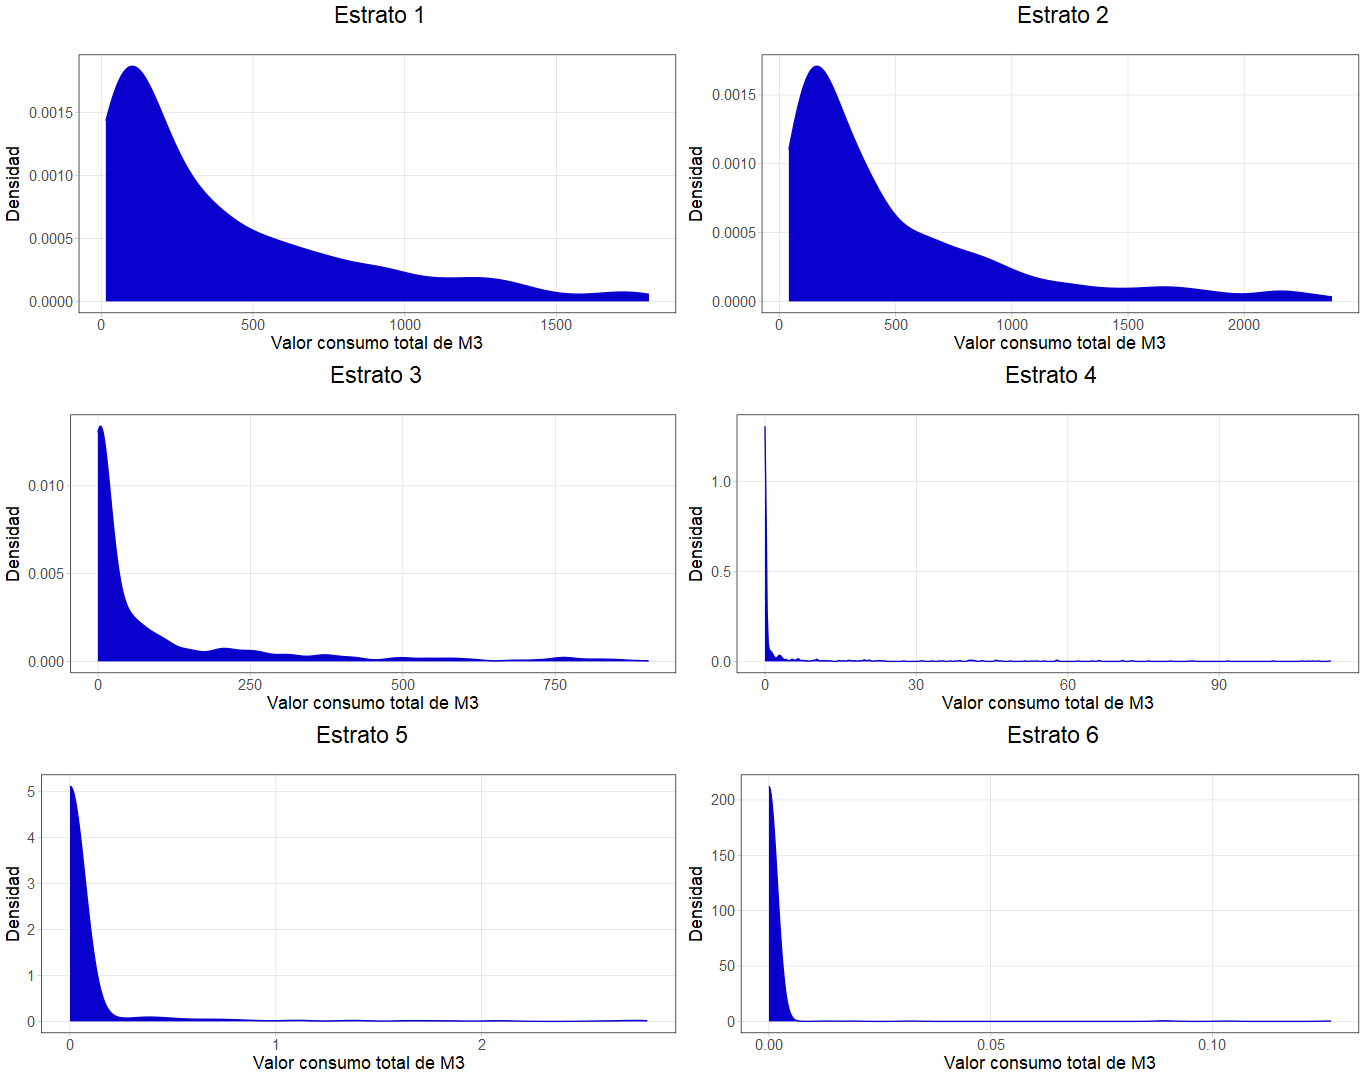 Estrato 1
Densidad
0.0015
0.0010
0.0005
0.0000
0 500 1000 1500
Valor consumo total de M3
Estrato 2
Densidad
0.0015
0.0010
0.0005
0.0000
0 500 1000 1500 2000
Valor consumo total de M3
Estrato 3
Densidad
0.010
0.005
0.000
0 250 500 750
Valor consumo total de M3
Estrato 4
Densidad
1.0
0.5
0.0
0 30 60 90
Valor consumo total de M3
Estrato 5
Densidad
5
4
3
2
1
0
0 1 2
Valor consumo total de M3
Estrato 6
Densidad
200
150
100
50
0
0.00 0.05 0.10
Valor consumo total de M3